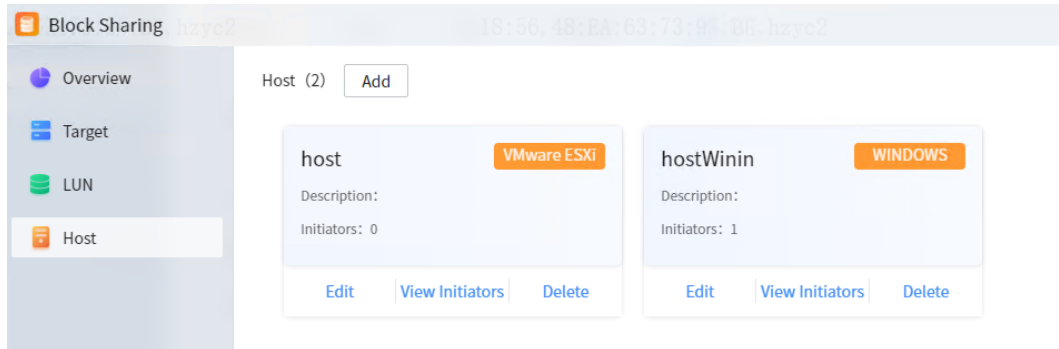 Block Sharing
Overview
Target
LUN
Host
Host (2) Add
host VMware ESXi
Description:
Initiators: 0
Edit View Initiators Delete
hostWinin WINDOWS
Description:
Initiators: 1
Edit View Initiators Delete